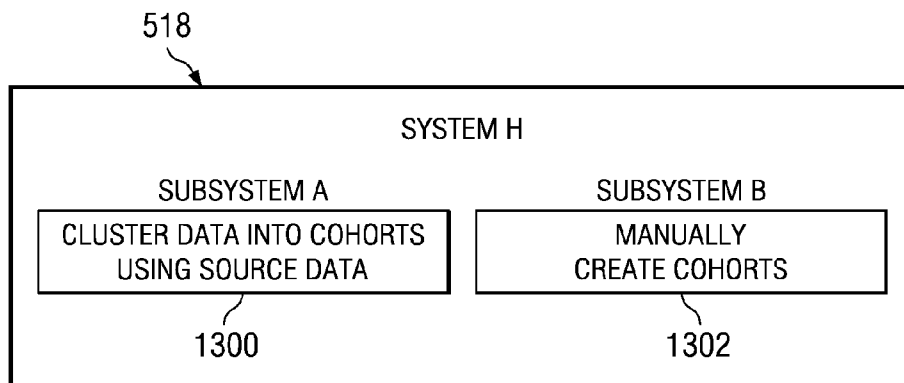 518
SYSTEM H
SUBSYSTEM A
SUBSYSTEM B
CLUSTER DATA INTO COHORTS
USING SOURCE DATA
MANUALLY
CREATE COHORTS
1300
1302